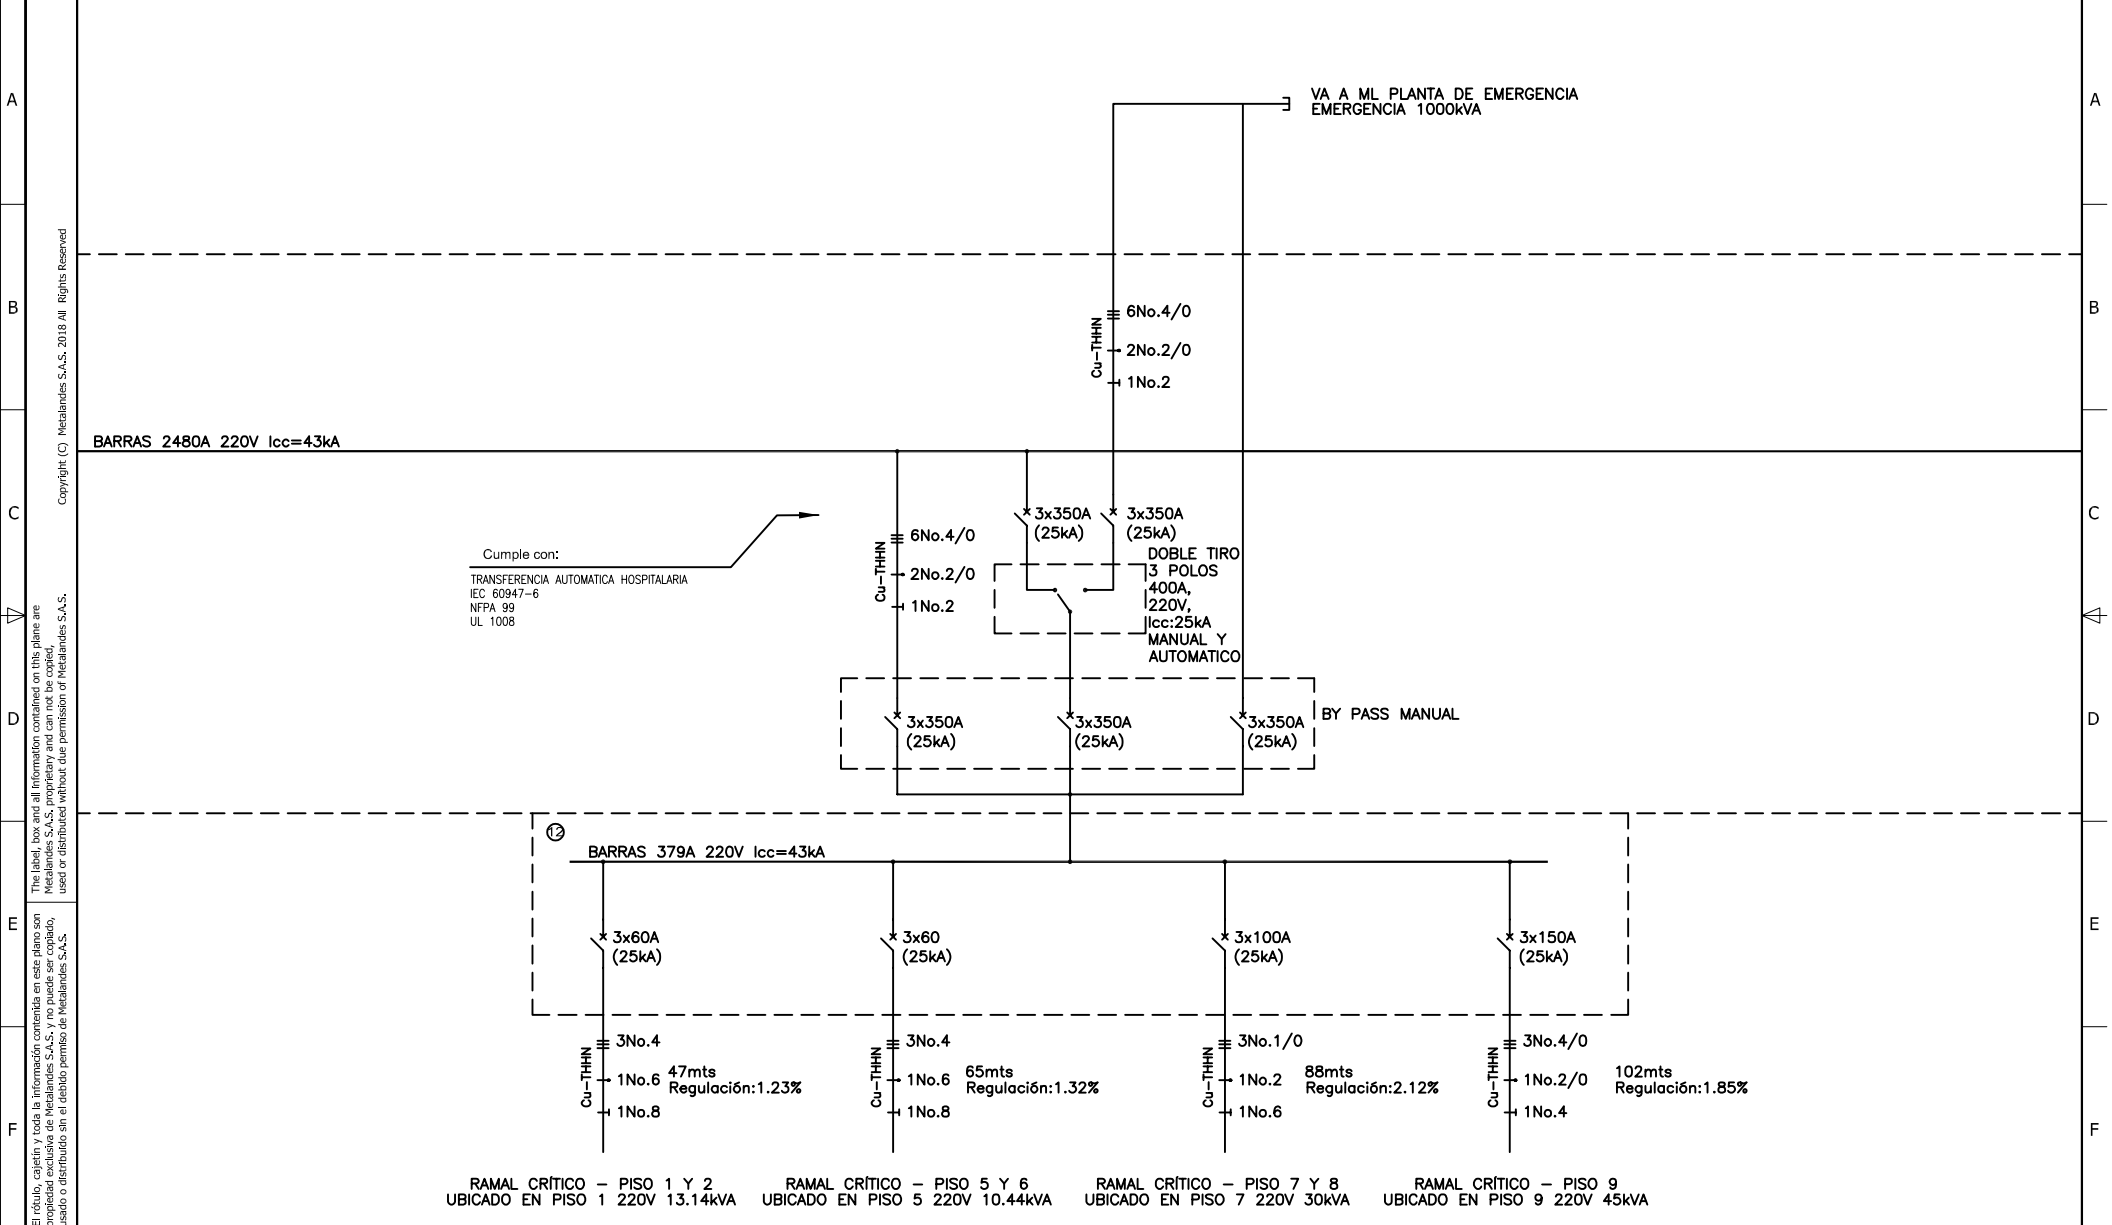 A
A
VA A ML PLANTA DE EMERGENCIA
EMERGENCIA 1000kVA
B
B
6No.4/0
2No.2/0
1No.2
Cu-THHN
BARRAS 2480A 220V Icc=43kA
C
C
3x350A
(25kA)
3x350A
(25kA)
6No.4/0
2No.2/0
1No.2
Cu-THHN
Cumple con:
TRANSFERENCIA AUTOMATICA HOSPITALARIA
IEC 60947-6
NFPA 99
UL 1008
DOBLE TIRO
3 POLOS
400A,
220V,
Icc:25kA
MANUAL Y
AUTOMATICO
D
D
3x350A
(25kA)
3x350A
(25kA)
3x350A
(25kA)
BY PASS MANUAL
12
BARRAS 379A 220V Icc=43kA
E
E
3x60A
(25kA)
3x60
(25kA)
3x100A
(25kA)
3x150A
(25kA)
3No.4
1No.6
1No.8
Cu-THHN
47mts
Regulación:1.23%
3No.4
1No.6
1No.8
Cu-THHN
65mts
Regulación:1.32%
3No.1/0
1No.2
1No.6
Cu-THHN
88mts
Regulación:2.12%
3No.4/0
1No.2/0
1No.4
Cu-THHN
102mts
Regulación:1.85%
F
F
RAMAL CRÍTICO - PISO 1 Y 2
UBICADO EN PISO 1 220V 13.14kVA
RAMAL CRÍTICO - PISO 5 Y 6
UBICADO EN PISO 5 220V 10.44kVA
RAMAL CRÍTICO - PISO 7 Y 8
UBICADO EN PISO 7 220V 30kVA
RAMAL CRÍTICO - PISO 9
UBICADO EN PISO 9 220V 45kVA
The label, box and all information contained on this plane are
Metalandes S.A.S. proprietary and can not be copied,
used or distributed without due permission of Metalandes S.A.S.
Copyright (C) Metalandes S.A.S. 2018 All Rights Reserved
El rótulo, cajetín y toda la información contenida en este plano son
propiedad exclusiva de Metalandes S.A.S. y no puede ser copiado,
usado o distribuído sin el debido permiso de Metalandes S.A.S.